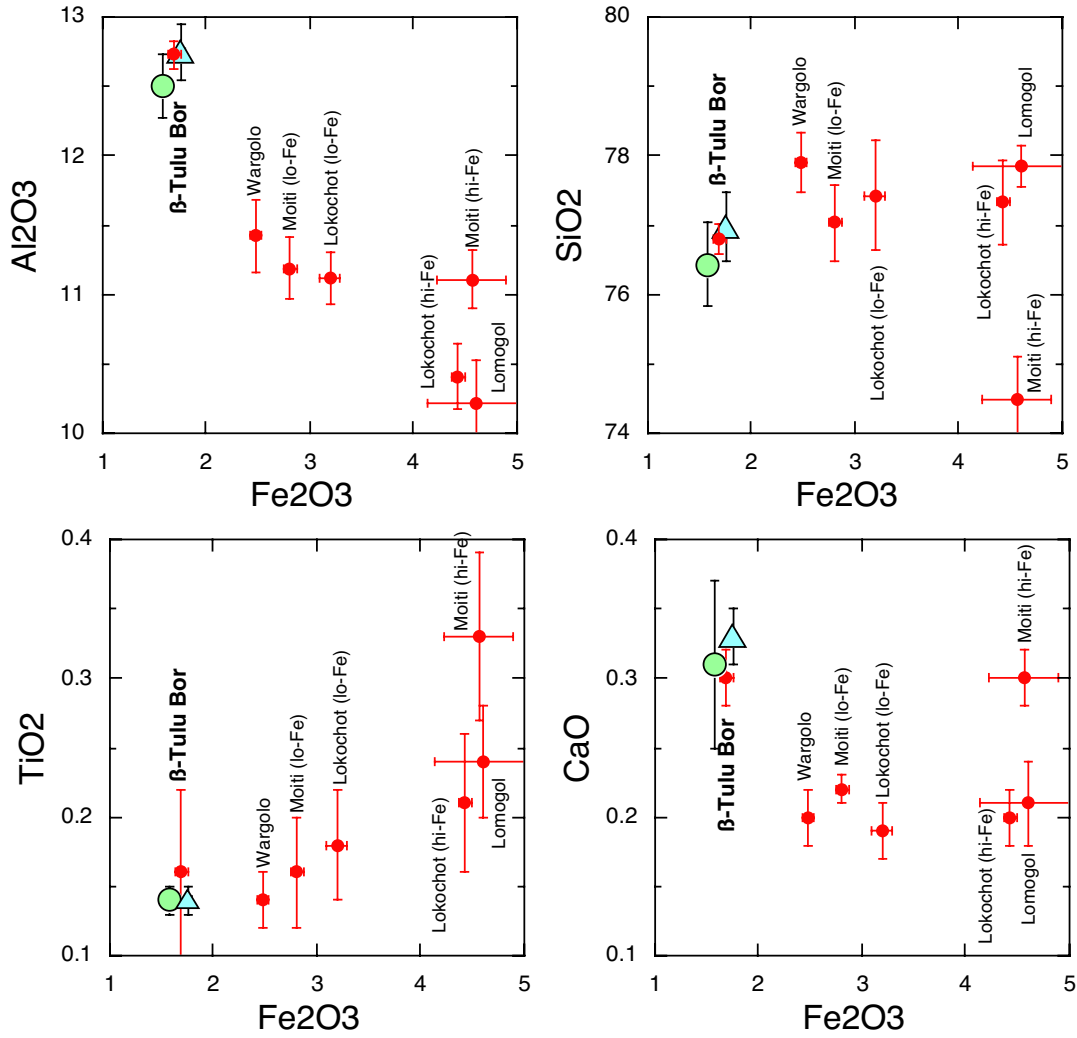 13
12
11
10
Al2O3
ß-Tulu Bor
Wargolo
Moiti (lo-Fe)
Lokochot (lo-Fe)
Lokochot (hi-Fe)
Moiti (hi-Fe)
Lomogol
1
2
3
4
5
Fe2O3
80
78
76
74
SiO2
ß-Tulu Bor
Wargolo
Moiti (lo-Fe)
Lokochot (lo-Fe)
Lokochot (hi-Fe)
Lomogol
Moiti (hi-Fe)
1
2
3
4
5
Fe2O3
0.4
0.3
0.2
0.1
TiO2
ß-Tulu Bor
Wargolo
Moiti (lo-Fe)
Lokochot (lo-Fe)
Lokochot (hi-Fe)
Moiti (hi-Fe)
Lomogol
1
2
3
4
5
Fe2O3
0.4
0.3
0.2
0.1
CaO
ß-Tulu Bor
Wargolo
Moiti (lo-Fe)
Lokochot (lo-Fe)
Lokochot (hi-Fe)
Moiti (hi-Fe)
Lomogol
1
2
3
4
5
Fe2O3